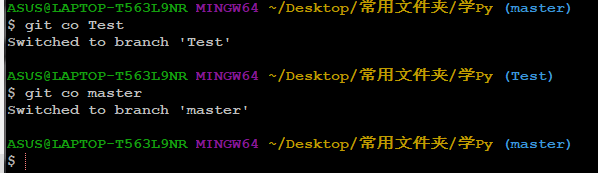 ASUS@LAPTOP-T563L9NR MINGW64 ~/Desktop/常用文件夹/学Py (master)
$ git co Test
Switched to branch 'Test'
ASUS@LAPTOP-T563L9NR MINGW64 ~/Desktop/常用文件夹/学Py (Test)
$ git co master
Switched to branch 'master'
ASUS@LAPTOP-T563L9NR MINGW64 ~/Desktop/常用文件夹/学Py (master)
$